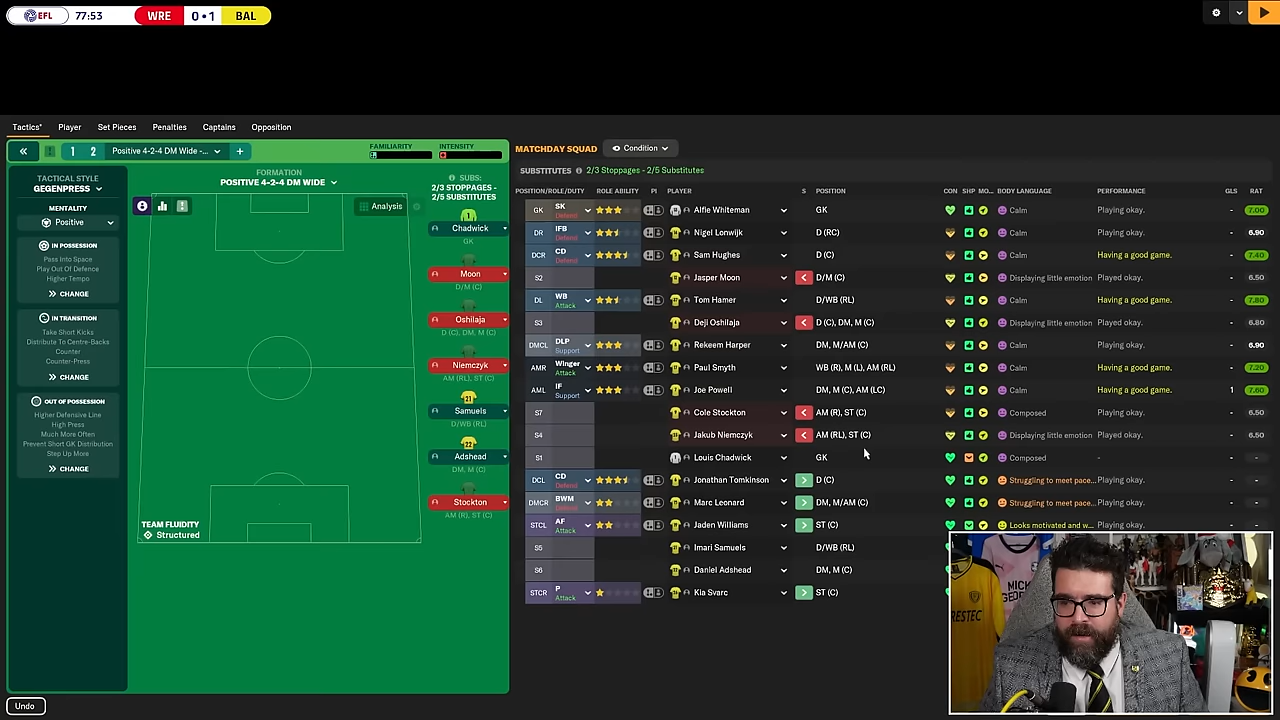 EFL 77:53 WRE 0 • 1 BAL
Tactics* Player Set Pieces Penalties Captains Opposition
1 2 Positive 4-2-4 DM Wide -... + FAMILIARITY INTENSITY
TACTICAL STYLE
GEGENPRESS
MENTALITY
Positive
IN POSSESSION
Pass Into Space
Play Out Of Defence
Higher Tempo
CHANGE
IN TRANSITION
Take Short Kicks
Distribute To Centre-Backs
Counter
Counter-Press
CHANGE
OUT OF POSSESSION
Higher Defensive Line
High Press
Much More Often
Prevent Short GK Distribution
Step Up More
CHANGE
FORMATION
POSITIVE 4-2-4 DM WIDE
Analysis
TEAM FLUIDITY
Structured
SUBS:
2/3 STOPPAGES -
2/5 SUBSTITUTES
1
Chadwick
GK
Moon
D/M (C)
Oshilaja
D (C), DM, M (C)
Niemczyk
AM (RL), ST (C)
21
Samuels
D/WB (RL)
22
Adshead
DM, M (C)
Stockton
AM (R), ST (C)
MATCHDAY SQUAD Condition
SUBSTITUTES 2/3 Stoppages - 2/5 Substitutes
POSITION/ROLE/DUTY ROLE ABILITY PI PLAYER S POSITION CON SHP MO... BODY LANGUAGE PERFORMANCE GLS RAT
GK SK Defend Alfie Whiteman GK Calm Playing okay. - 7.00
DR IFB Defend Nigel Lonwijk D (RC) Calm Playing okay. - 6.90
DCR CD Defend Sam Hughes D (C) Calm Having a good game. - 7.40
S2 Jasper Moon D/M (C) Displaying little emotion Played okay. - 6.50
DL WB Attack Tom Hamer D/WB (RL) Calm Having a good game. - 7.80
S3 Deji Oshilaja D (C), DM, M (C) Displaying little emotion Played okay. - 6.80
DMCL DLP Support Rekeem Harper DM, M/AM (C) Calm Playing okay. - 6.90
AMR Winger Attack Paul Smyth WB (R), M (L), AM (RL) Calm Having a good game. - 7.20
AML IF Support Joe Powell DM, M (C), AM (LC) Calm Having a good game. 1 7.60
S7 Cole Stockton AM (R), ST (C) Composed Playing okay. - 6.50
S4 Jakub Niemczyk AM (RL), ST (C) Displaying little emotion Played okay. - 6.50
S1 Louis Chadwick GK Composed - - -
DCL CD Defend Jonathan Tomkinson D (C) Struggling to meet pace... Playing okay. - -
DMCR BWM Defend Marc Leonard DM, M/AM (C) Struggling to meet pace... Playing okay. - -
STCL AF Attack Jaden Williams ST (C) Looks motivated and w... Playing okay. - -
S5 Imari Samuels D/WB (RL)
S6 Daniel Adshead DM, M (C)
STCR P Attack Kla Svarc ST (C)
Undo